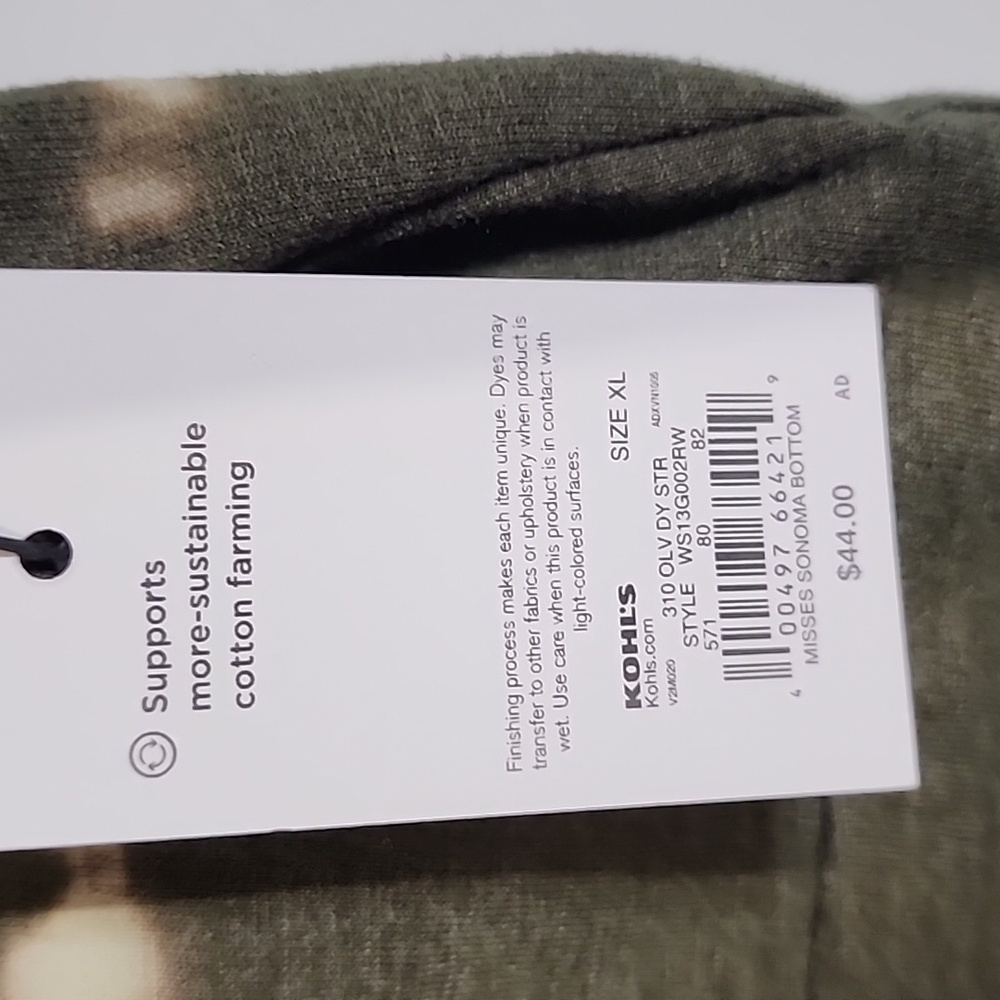 Supports
more-sustainable
cotton farming
Finishing process makes each item unique. Dyes may
transfer to other fabrics or upholstery when product is
wet. Use care when this product is in contact with
light-colored surfaces.
KOHL'S SIZE XL
Kohls.com
310 OLV DY STR
STYLE WS13G002RW
571 80 82
4 00497 66421 9
MISSES SONOMA BOTTOM
$44.00 AD